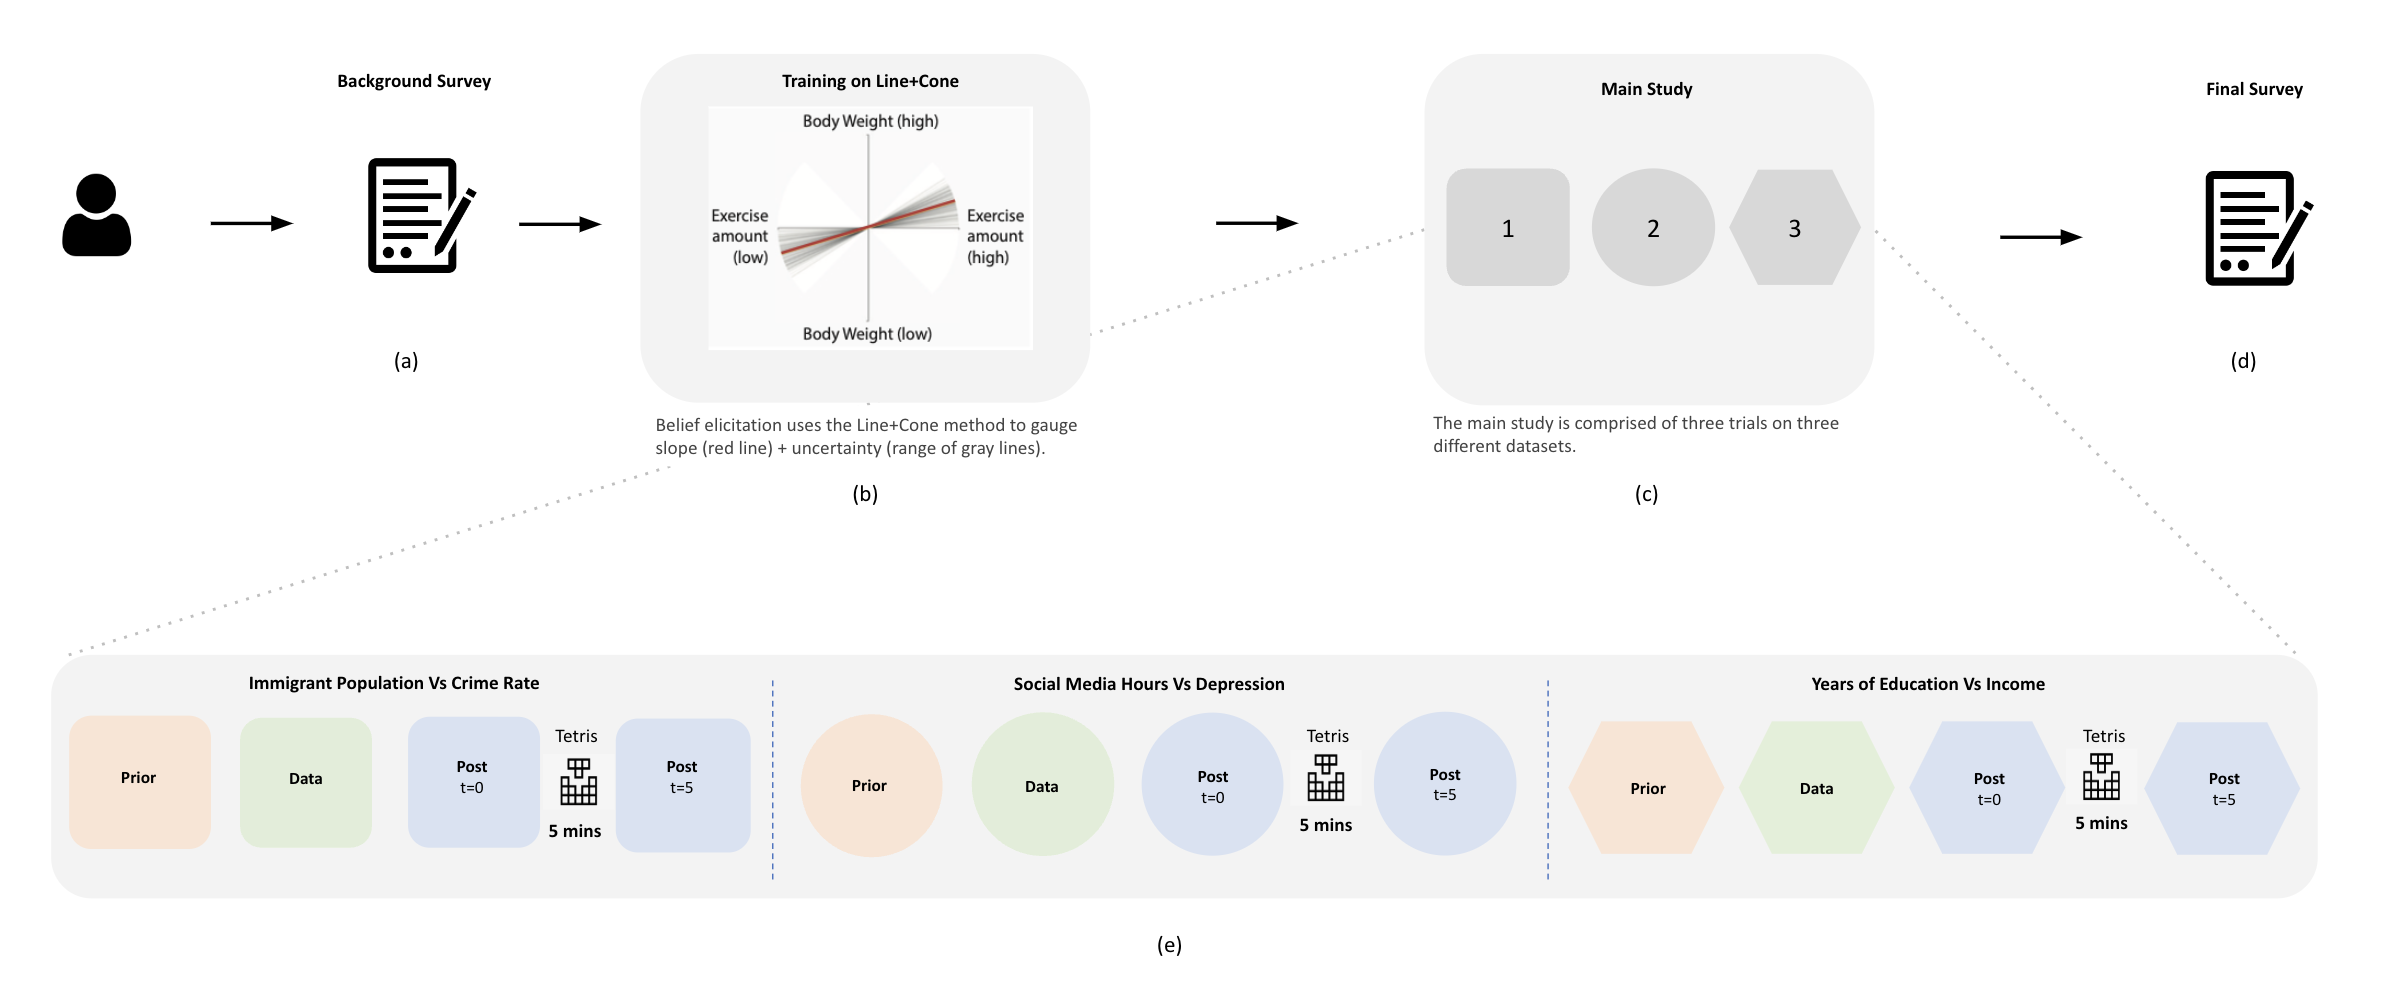 Background Survey
(a)
Training on Line+Cone
Body Weight (high)
Exercise
amount
(low)
Exercise
amount
(high)
Body Weight (low)
Belief elicitation uses the Line+Cone method to gauge
slope (red line) + uncertainty (range of gray lines).
(b)
Main Study
1
2
3
The main study is comprised of three trials on three
different datasets.
(c)
Final Survey
(d)
Immigrant Population Vs Crime Rate
Prior
Data
Post
t=0
Tetris
5 mins
Post
t=5
Social Media Hours Vs Depression
Prior
Data
Post
t=0
Tetris
5 mins
Post
t=5
Years of Education Vs Income
Prior
Data
Post
t=0
Tetris
5 mins
Post
t=5
(e)